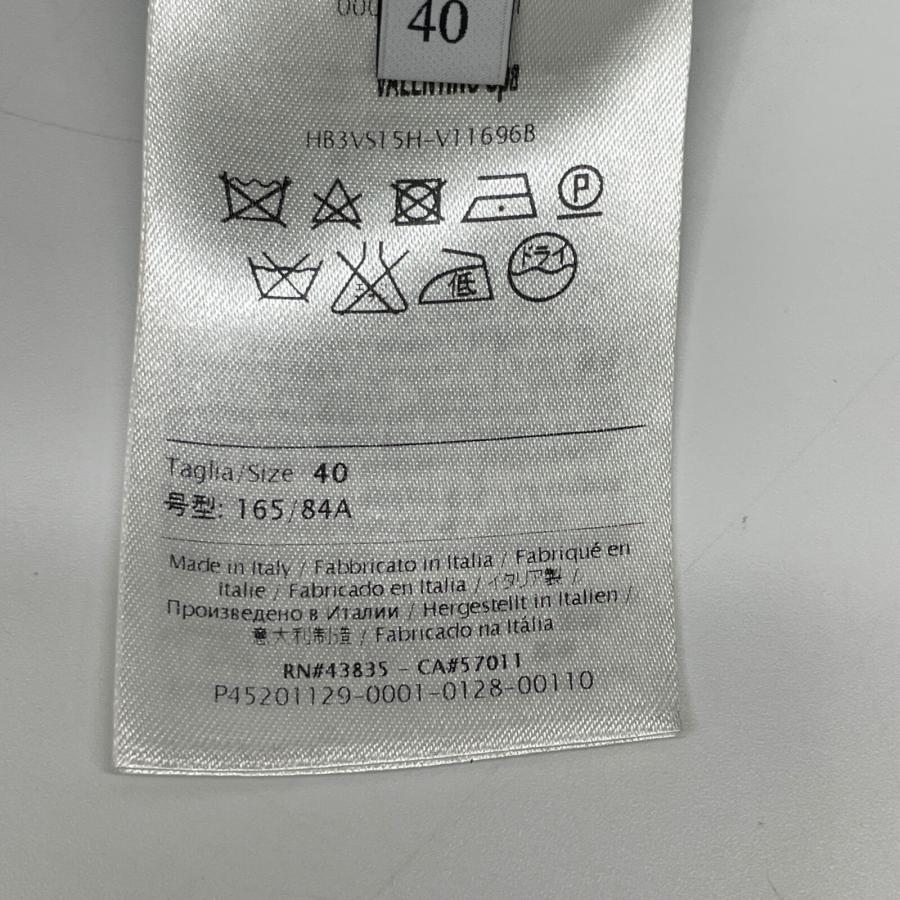 000
40
VALENTINO SpA
HB3VS15H-V11696B
P
低 ドライ
Taglia/Size 40
号型: 165/84A
Made in Italy / Fabbricato in Italia / Fabriqué en
Italie / Fabricado en Italia / イタリア製 /
Произведено в Италии / Hergestellt in Italien /
意大利制造 / Fabricado na Itália
RN#43835 - CA#57011
P45201129-0001-0128-00110